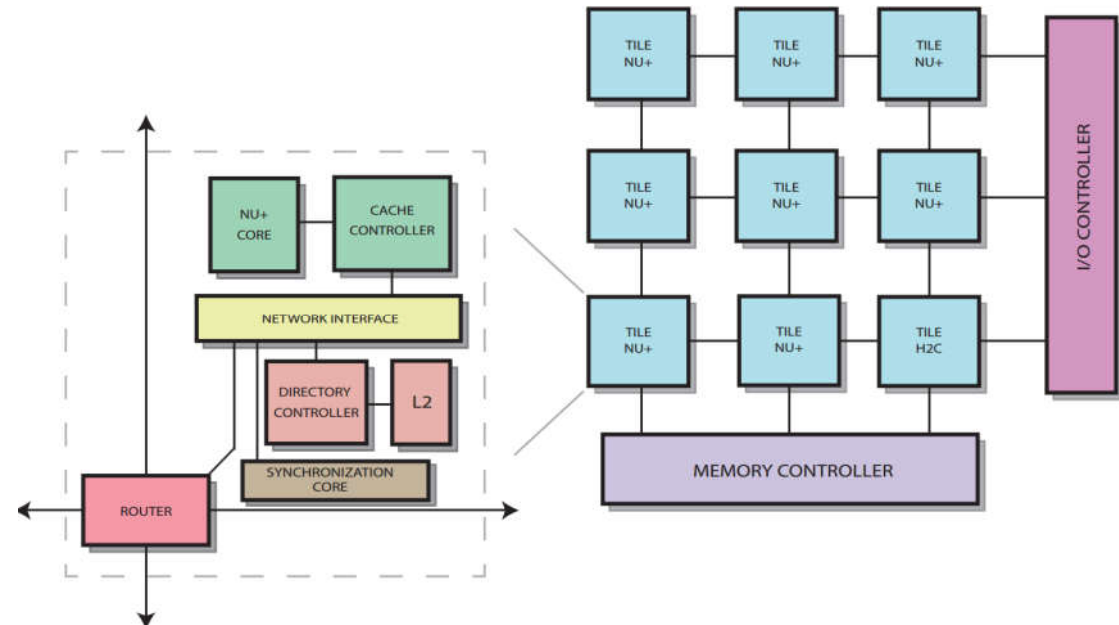 TILE
NU+
TILE
NU+
TILE
NU+
I/O CONTROLLER
TILE
NU+
TILE
NU+
TILE
NU+
TILE
NU+
TILE
NU+
TILE
H2C
MEMORY CONTROLLER
NU+
CORE
CACHE
CONTROLLER
NETWORK INTERFACE
DIRECTORY
CONTROLLER
L2
SYNCHRONIZATION
CORE
ROUTER